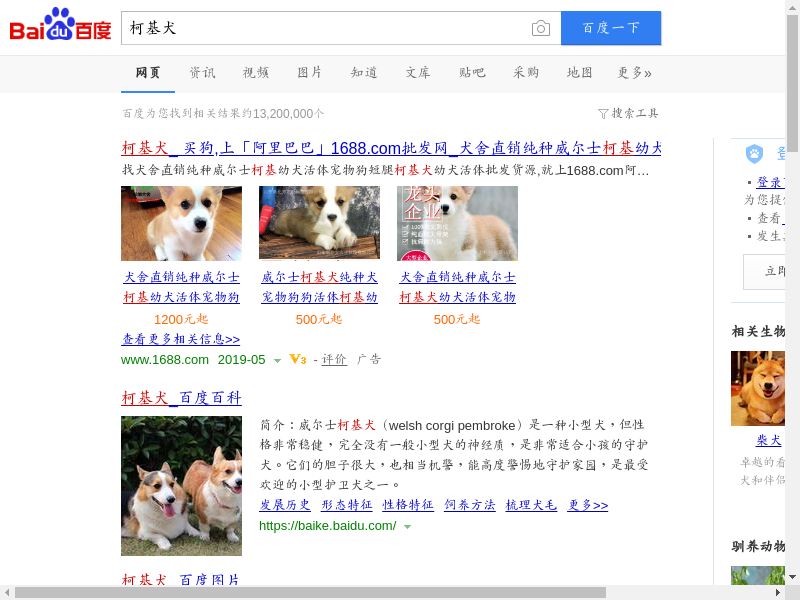 Bai du 百度
柯基犬
百度一下
网页 资讯 视频 图片 知道 文库 贴吧 采购 地图 更多»
百度为您找到相关结果约13,200,000个
搜索工具
柯基犬_买狗,上「阿里巴巴」1688.com批发网_犬舍直销纯种威尔士柯基幼犬
找犬舍直销纯种威尔士柯基幼犬活体宠物狗短腿柯基犬幼犬活体批发货源,就上1688.com阿...
龙头
企业
犬舍直销纯种威尔士 威尔士柯基犬纯种犬 犬舍直销纯种威尔士
柯基幼犬活体宠物狗 宠物狗狗活体柯基幼 柯基犬幼犬活体宠物
1200元起 500元起 500元起
查看更多相关信息>>
www.1688.com 2019-05 V3 - 评价 广告
柯基犬_百度百科
简介：威尔士柯基犬（welsh corgi pembroke）是一种小型犬，但性
格非常稳健，完全没有一般小型犬的神经质，是非常适合小孩的守护
犬。它们的胆子很大，也相当机警，能高度警惕地守护家园，是最受
欢迎的小型护卫犬之一。
发展历史 形态特征 性格特征 饲养方法 梳理犬毛 更多>>
https://baike.baidu.com/
柯基犬_百度图片
登录
为您提
查看
发生
立即
相关生物
柴犬
卓越的看
犬和伴侣
驯养动物